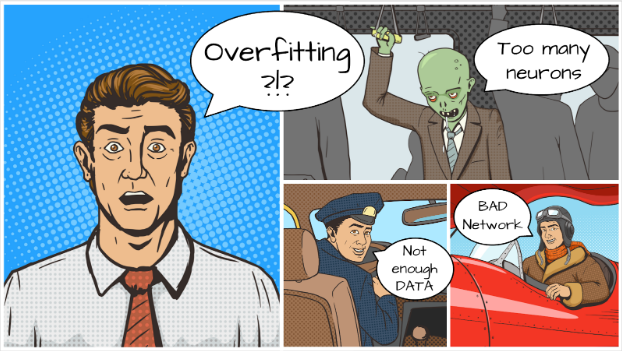 Overfitting
?!?
Too many
neurons
Not
enough
DATA
BAD
Network